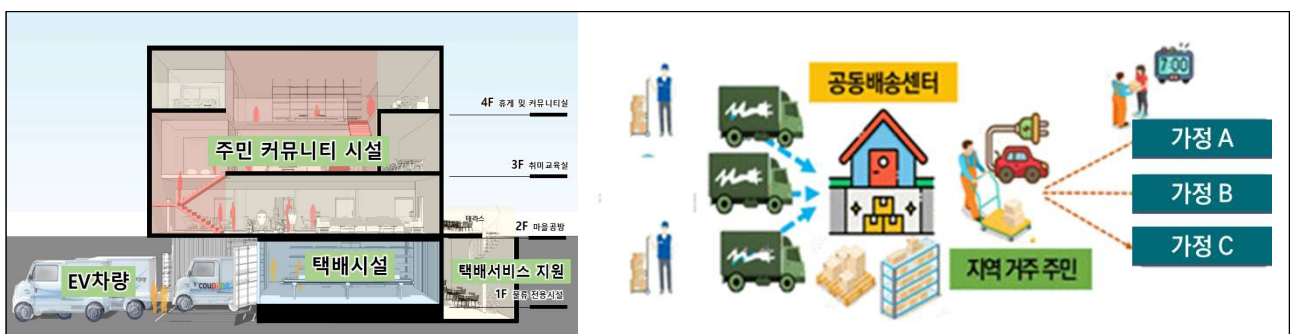 4F 휴게 및 커뮤니티실
주민 커뮤니티 시설
3F 취미교육실
테라스
2F 마을공방
EV차량
택배시설
택배서비스 지원
1F 물류 전용시설
coupang
공동배송센터
7:00
가정 A
가정 B
가정 C
지역 거주 주민